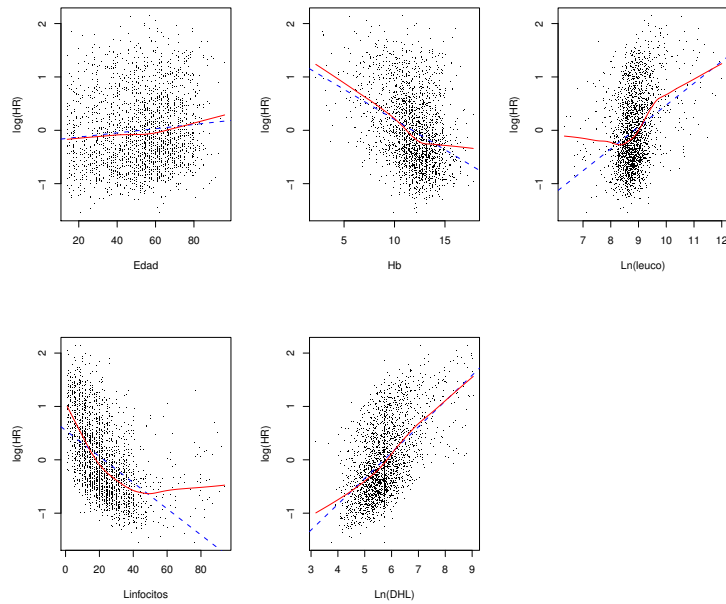 log(HR)
2
1
0
−1
20 40 60 80
Edad
log(HR)
2
1
0
−1
5 10 15
Hb
log(HR)
2
1
0
−1
7 8 9 10 11 12
Ln(leuco)
log(HR)
2
1
0
−1
0 20 40 60 80
Linfocitos
log(HR)
2
1
0
−1
3 4 5 6 7 8 9
Ln(DHL)